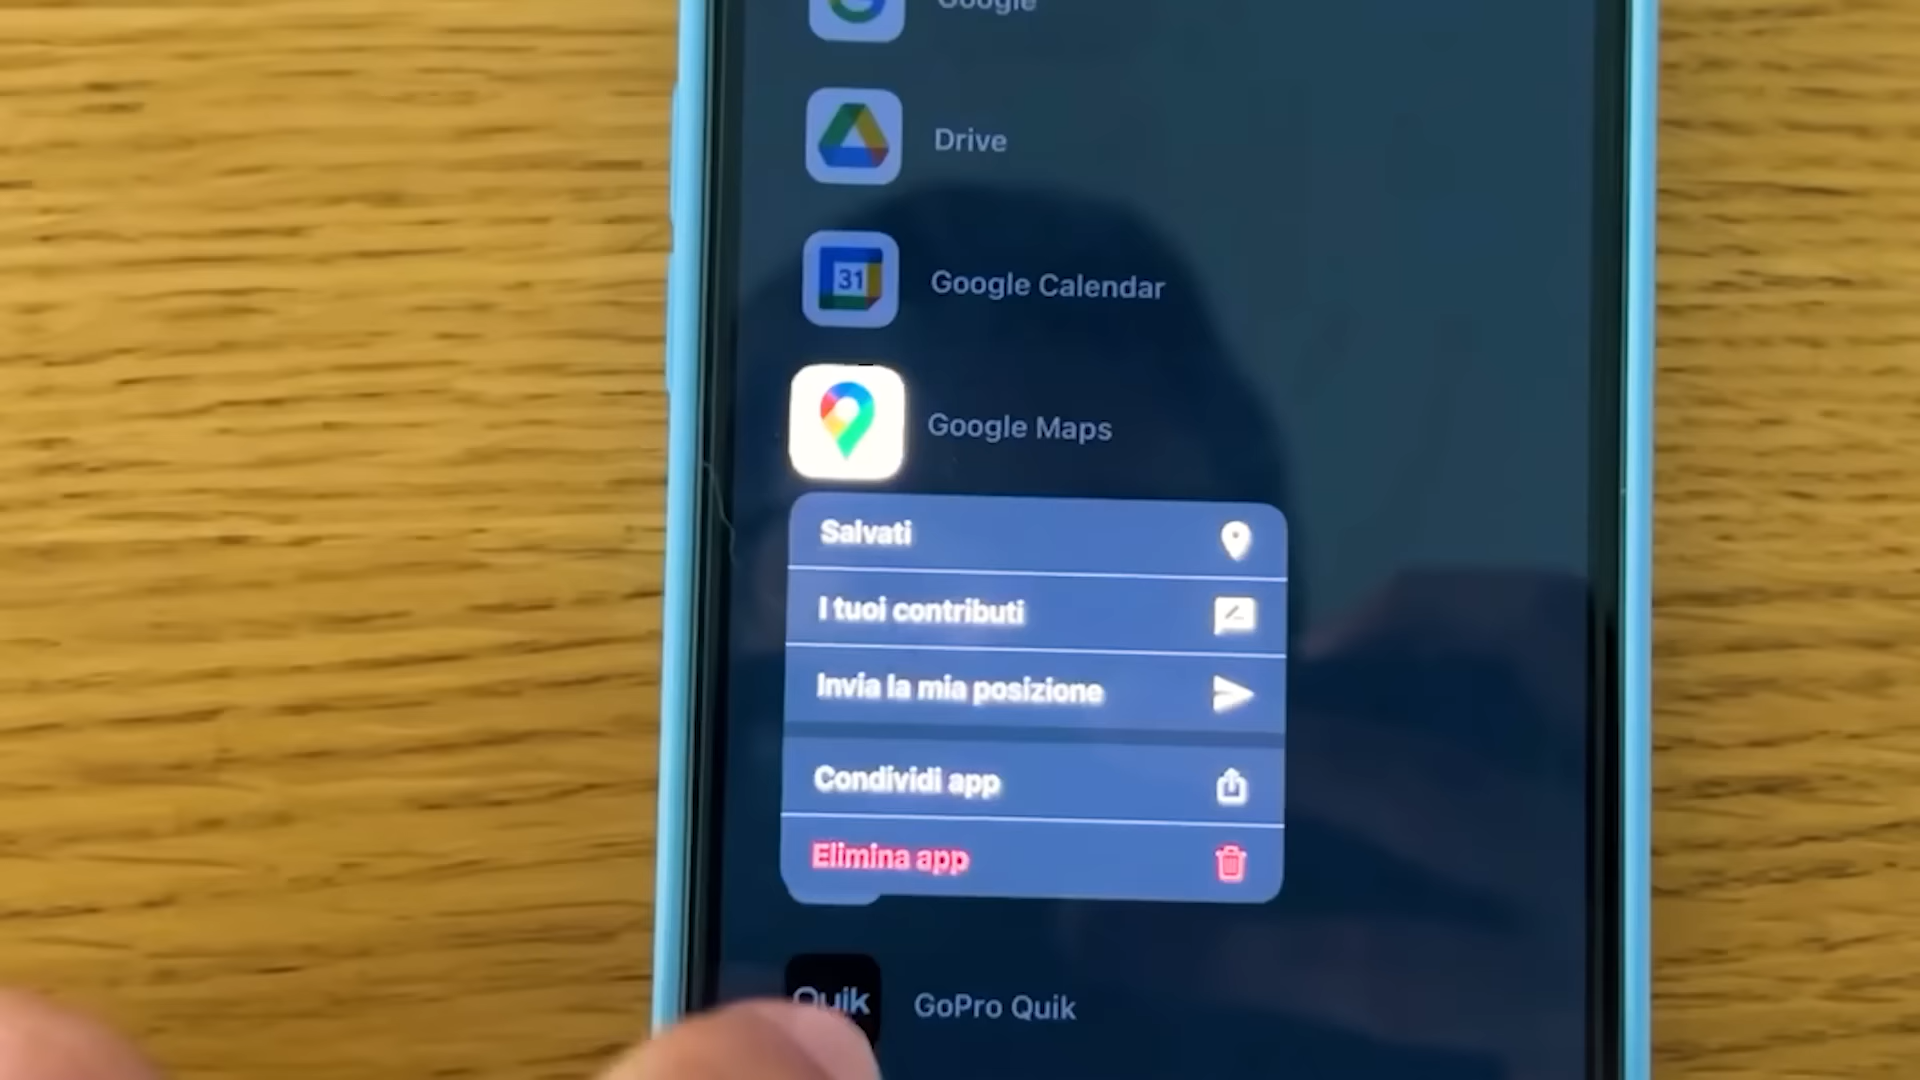 Google
Drive
31
Google Calendar
Google Maps
Salvati
I tuoi contributi
Invia la mia posizione
Condividi app
Elimina app
Quik
GoPro Quik